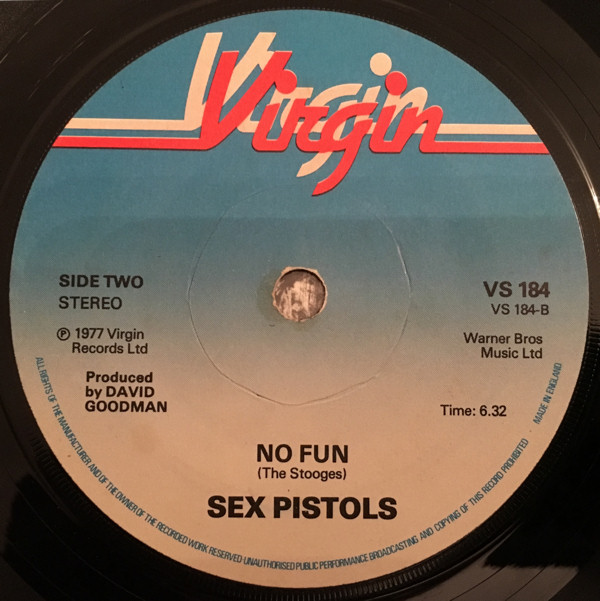 Virgin
SIDE TWO
STEREO
℗ 1977 Virgin
Records Ltd
Produced
by DAVID
GOODMAN
VS 184
VS 184-B
Warner Bros
Music Ltd
Time: 6.32
NO FUN
(The Stooges)
SEX PISTOLS
ALL RIGHTS OF THE MANUFACTURER AND OF THE OWNER OF THE RECORDED WORK RESERVED UNAUTHORISED PUBLIC PERFORMANCE BROADCASTING AND COPYING OF THIS RECORD PROHIBITED
MADE IN ENGLAND